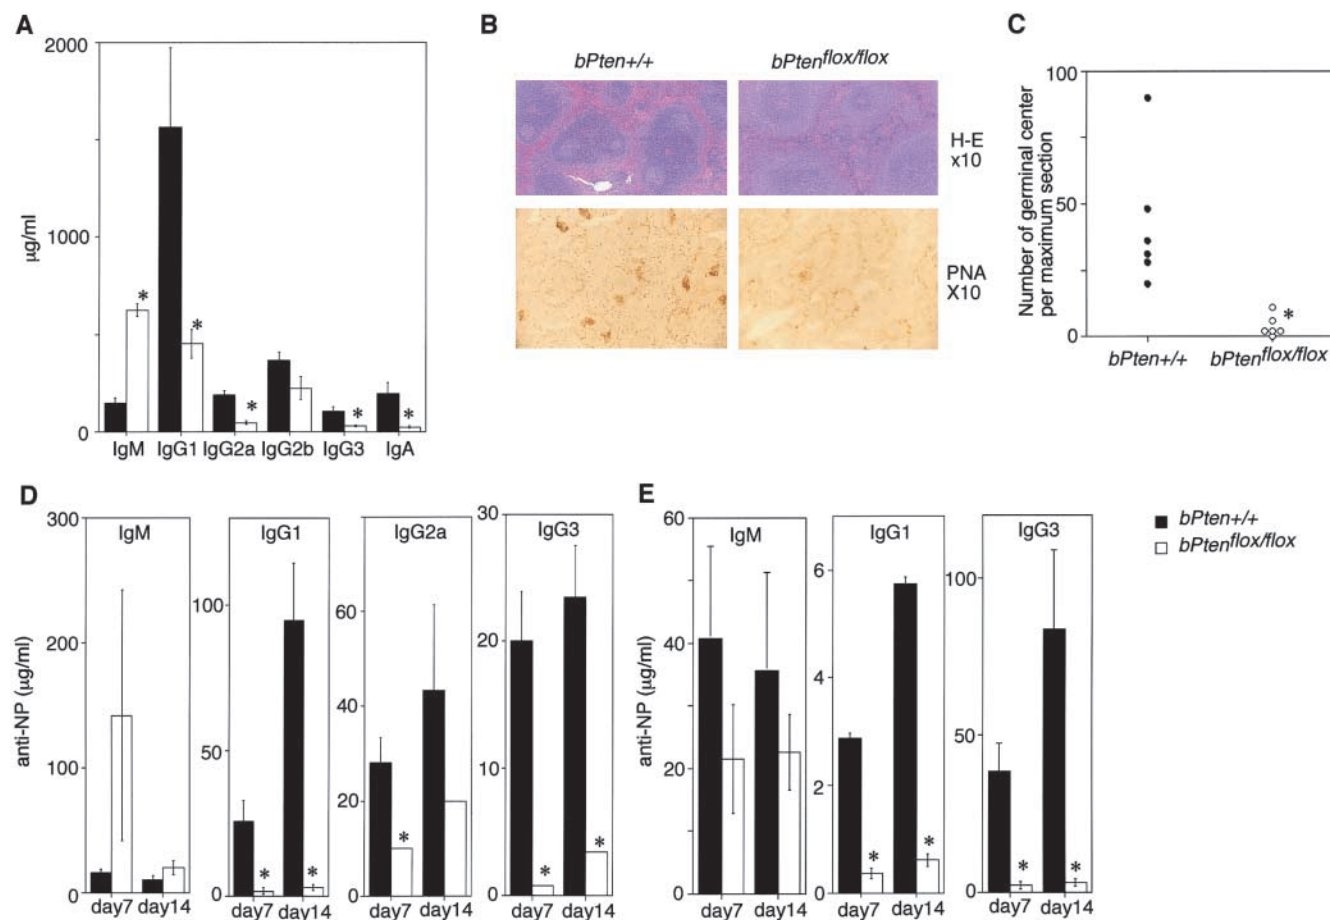 A
2000
1000
0
µg/ml
*
*
*
*
*
IgM IgG1 IgG2a IgG2b IgG3 IgA
B
bPten+/+ bPtenflox/flox
H-E
x10
PNA
X10
C
100
50
0
Number of germinal center
per maximum section
*
bPten+/+ bPtenflox/flox
D
anti-NP (µg/ml)
300
200
100
0
IgM
day7 day14
100
50
0
IgG1
* *
day7 day14
60
40
20
0
IgG2a
*
day7 day14
30
20
10
0
IgG3
* *
day7 day14
E
anti-NP (µg/ml)
60
40
20
0
IgM
day7 day14
6
4
2
0
IgG1
* *
day7 day14
100
50
0
IgG3
* *
day7 day14
bPten+/+
bPtenflox/flox